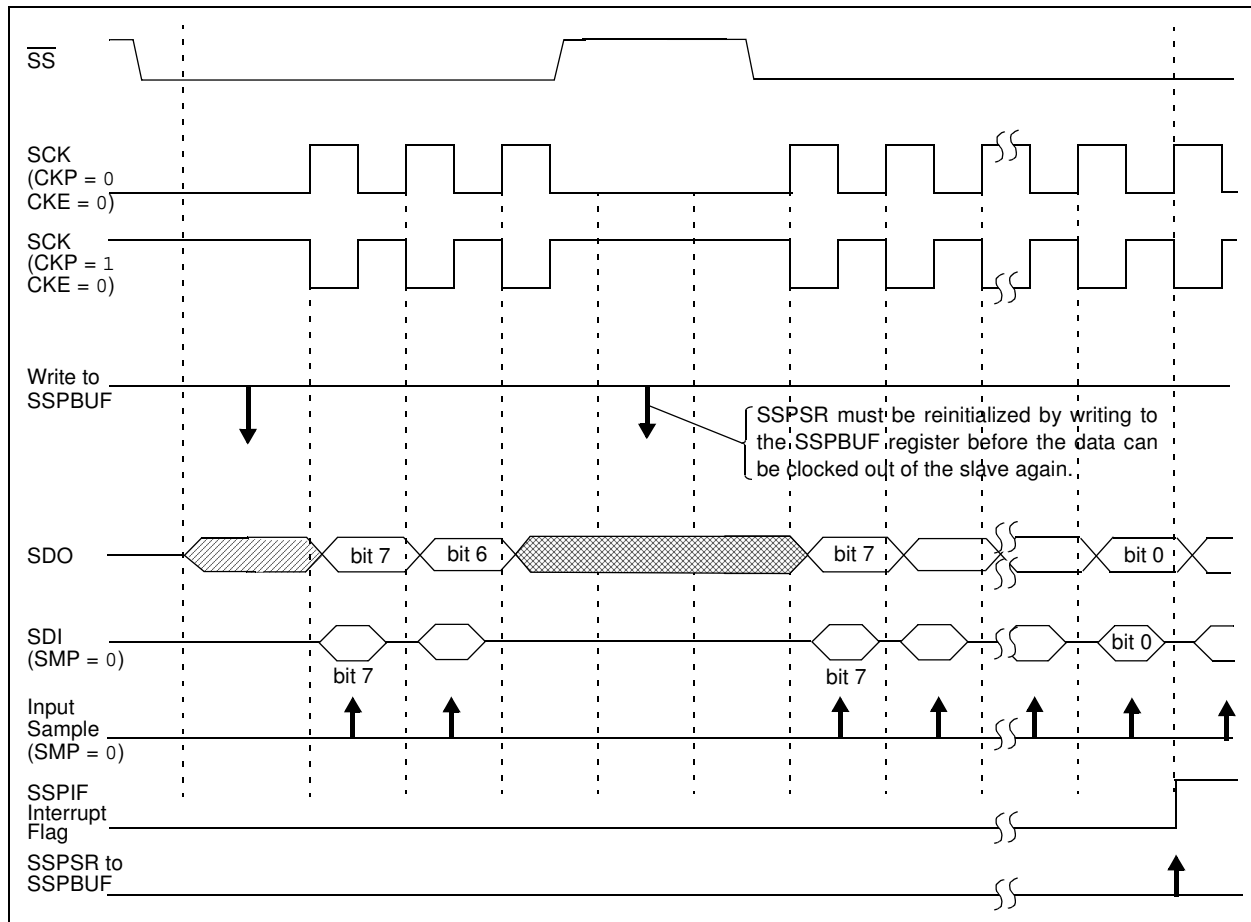 SS
SCK
(CKP = 0
CKE = 0)
SCK
(CKP = 1
CKE = 0)
Write to
SSPBUF
SSPSR must be reinitialized by writing to
the SSPBUF register before the data can
be clocked out of the slave again.
SDO
bit 7
bit 6
bit 7
bit 0
SDI
(SMP = 0)
bit 7
bit 7
bit 0
Input
Sample
(SMP = 0)
SSPIF
Interrupt
Flag
SSPSR to
SSPBUF